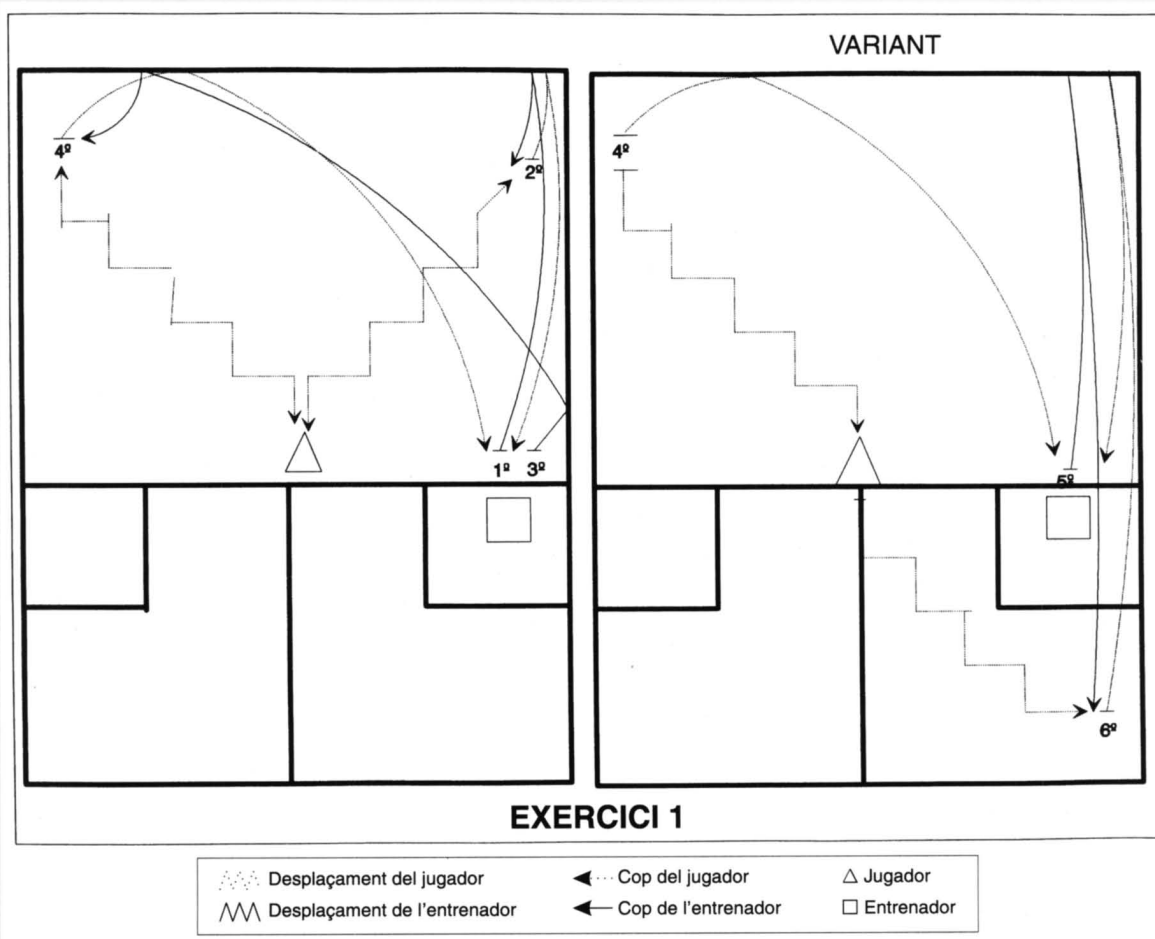 VARIANT
4º
2º
1º 3º
4º
5º
6º
EXERCICI 1
Desplaçament del jugador
Cop del jugador
Jugador
Desplaçament de l'entrenador
Cop de l'entrenador
Entrenador